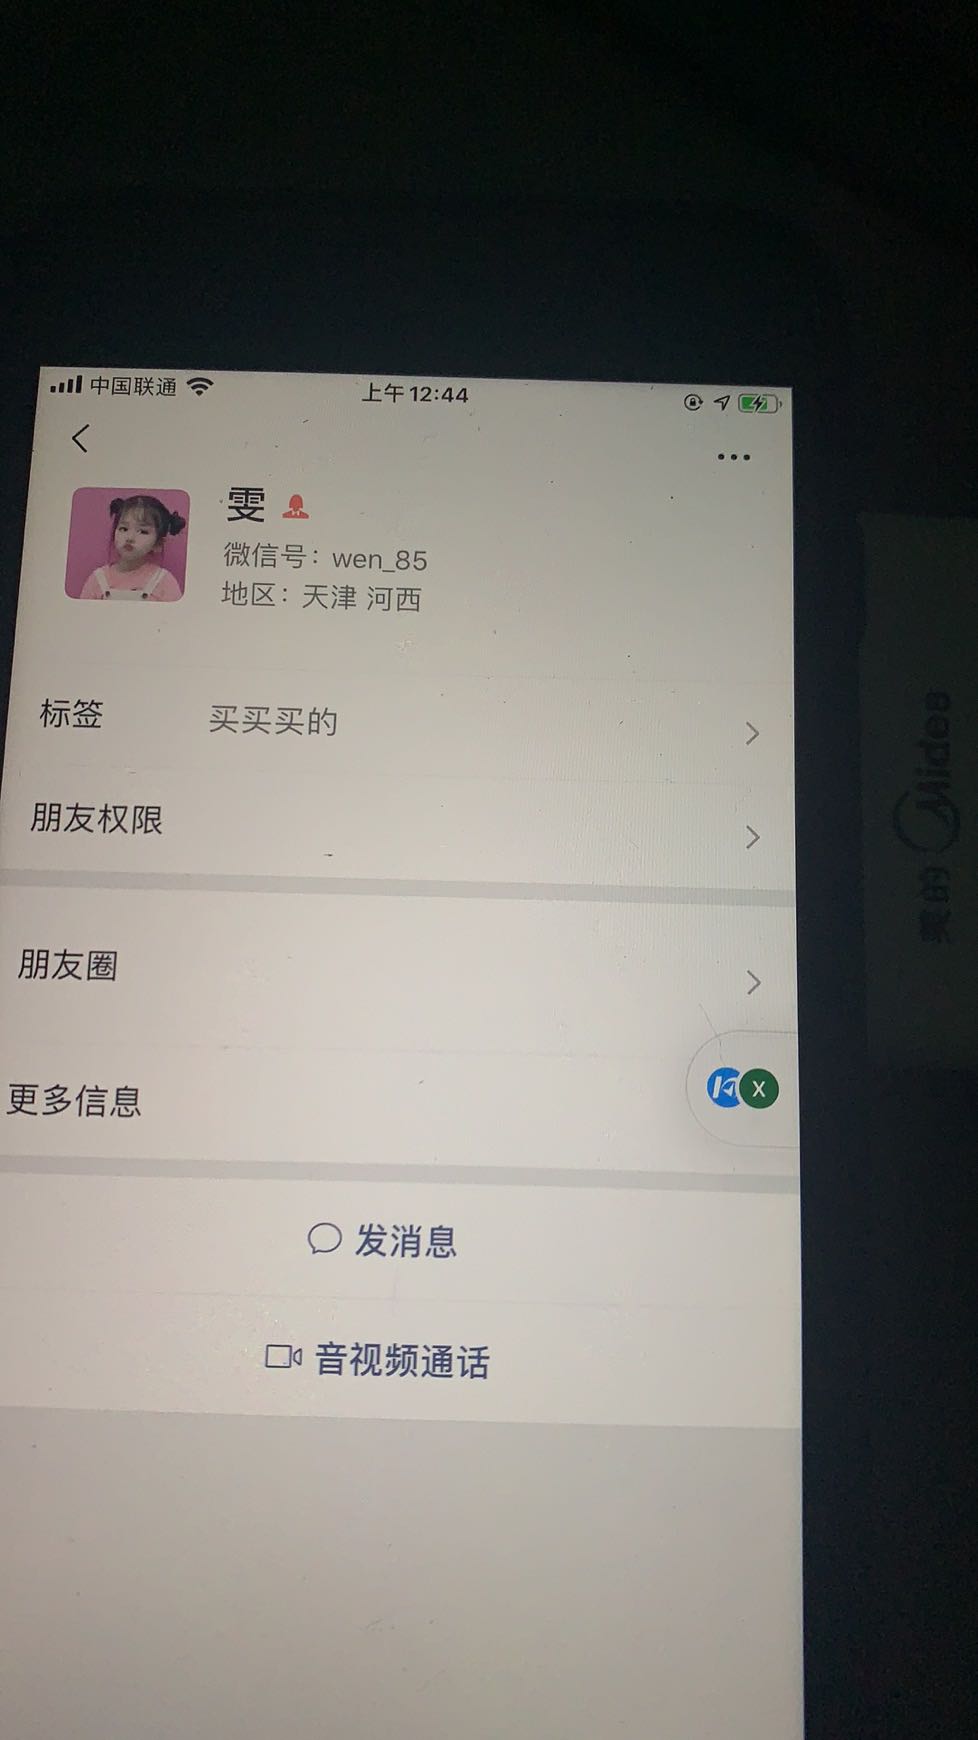 中国联通
上午12:44
雯
微信号：wen_85
地区：天津 河西
标签 买买买的
朋友权限
朋友圈
更多信息
X
发消息
音视频通话
美的 Midea